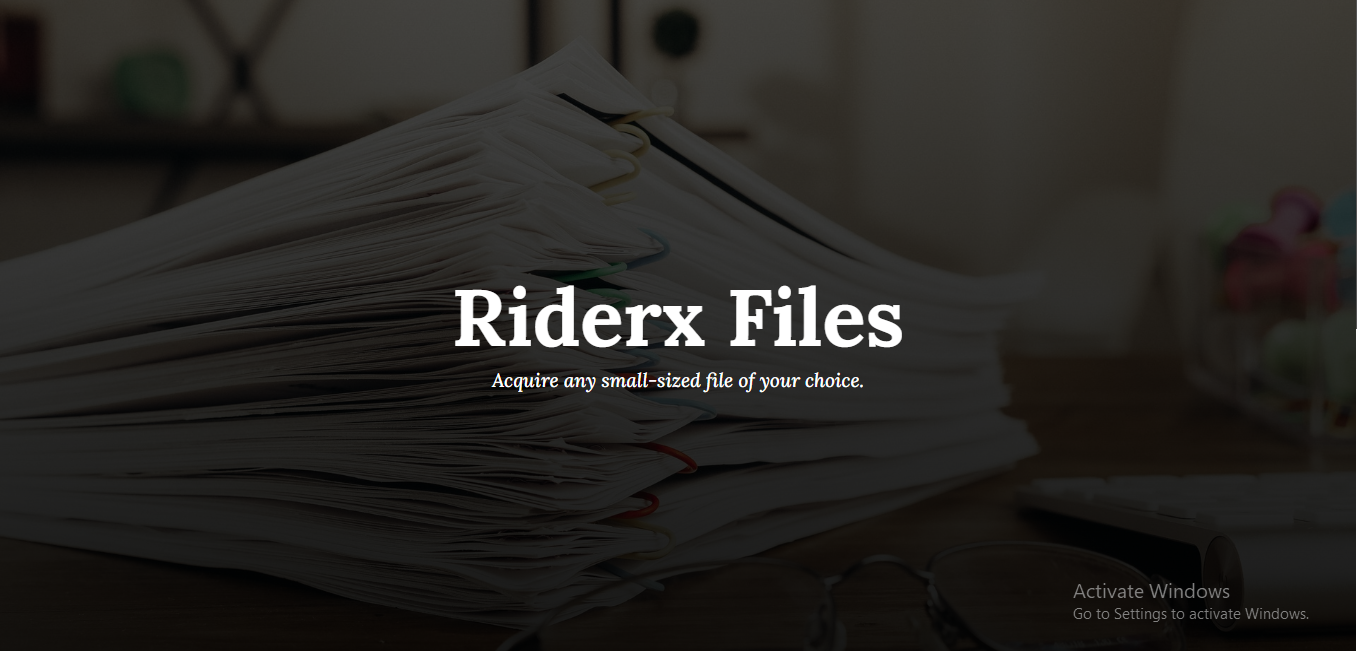 Riderx Files
Acquire any small-sized file of your choice.
Activate Windows
Go to Settings to activate Windows.